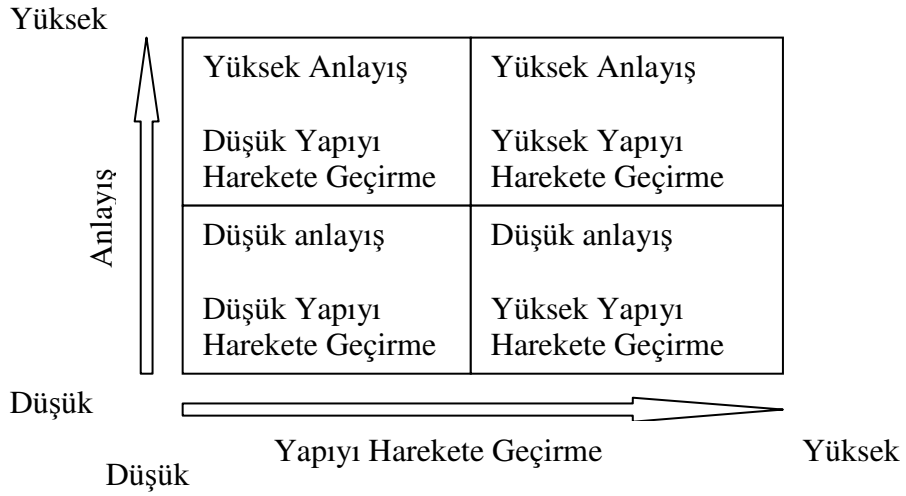 Yüksek
Yüksek Anlayış
Düşük Yapıyı
Harekete Geçirme
Yüksek Anlayış
Yüksek Yapıyı
Harekete Geçirme
Anlayış
Düşük anlayış
Düşük Yapıyı
Harekete Geçirme
Düşük anlayış
Yüksek Yapıyı
Harekete Geçirme
Düşük
Yapıyı Harekete Geçirme
Yüksek
Düşük